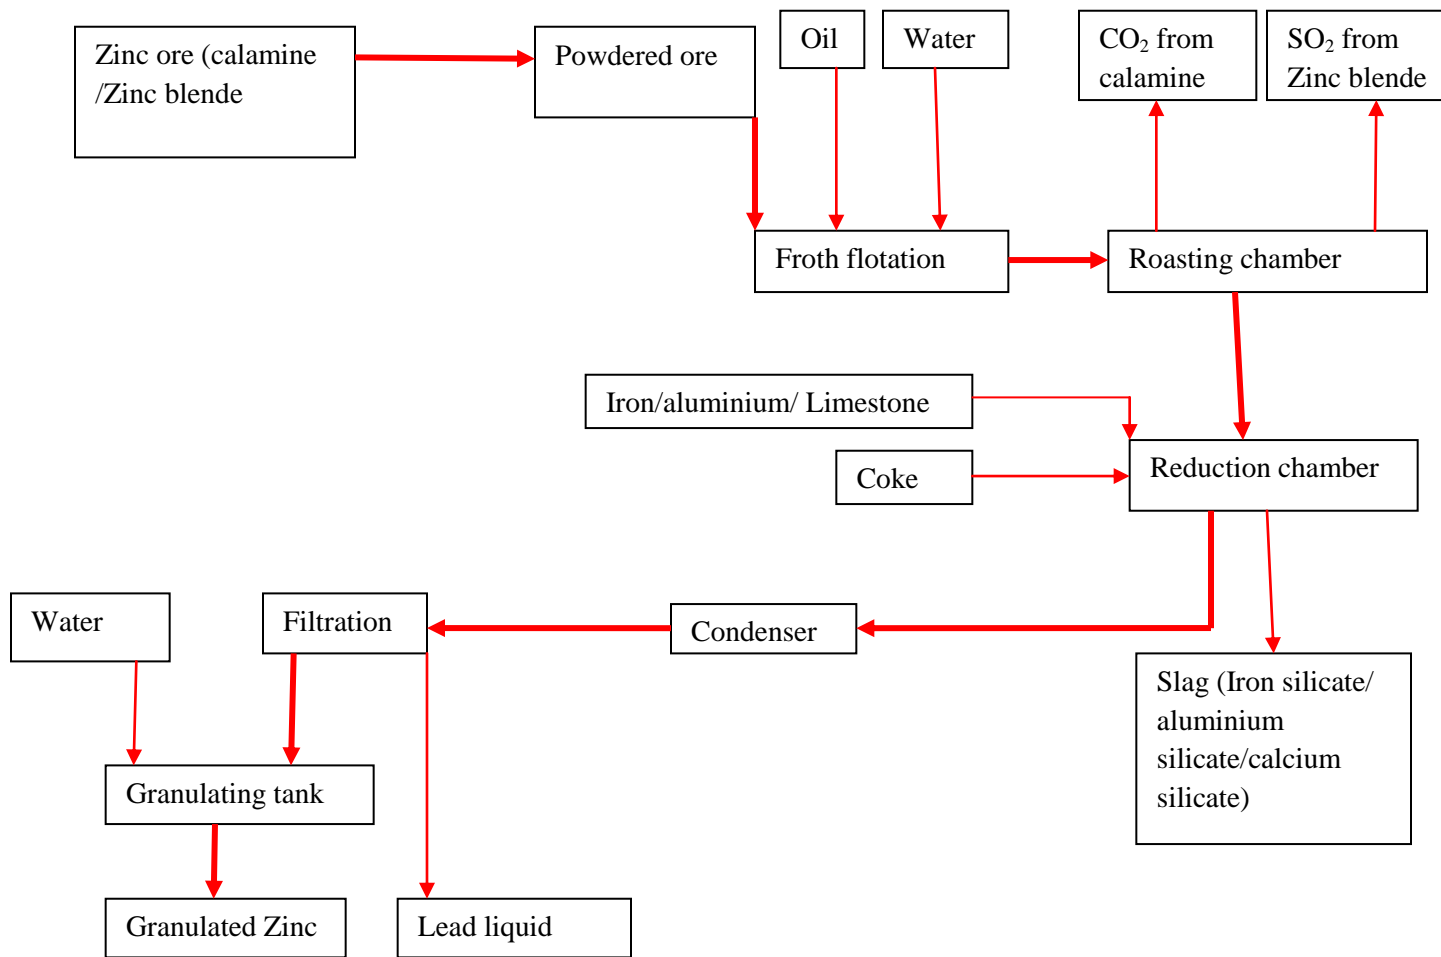 Zinc ore (calamine
/Zinc blende
Powdered ore
Oil
Water
CO₂ from
calamine
SO₂ from
Zinc blende
Froth flotation
Roasting chamber
Iron/aluminium/ Limestone
Coke
Reduction chamber
Water
Filtration
Condenser
Slag (Iron silicate/
aluminium
silicate/calcium
silicate)
Granulating tank
Granulated Zinc
Lead liquid